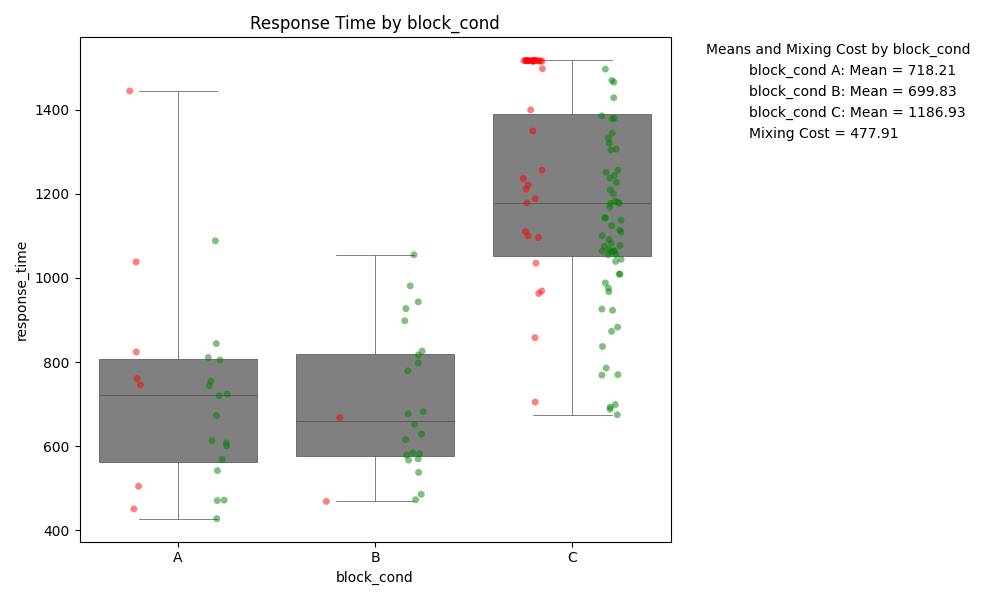 Response Time by block_cond
Means and Mixing Cost by block_cond
block_cond A: Mean = 718.21
block_cond B: Mean = 699.83
block_cond C: Mean = 1186.93
Mixing Cost = 477.91
response_time
1400
1200
1000
800
600
400
A
B
C
block_cond